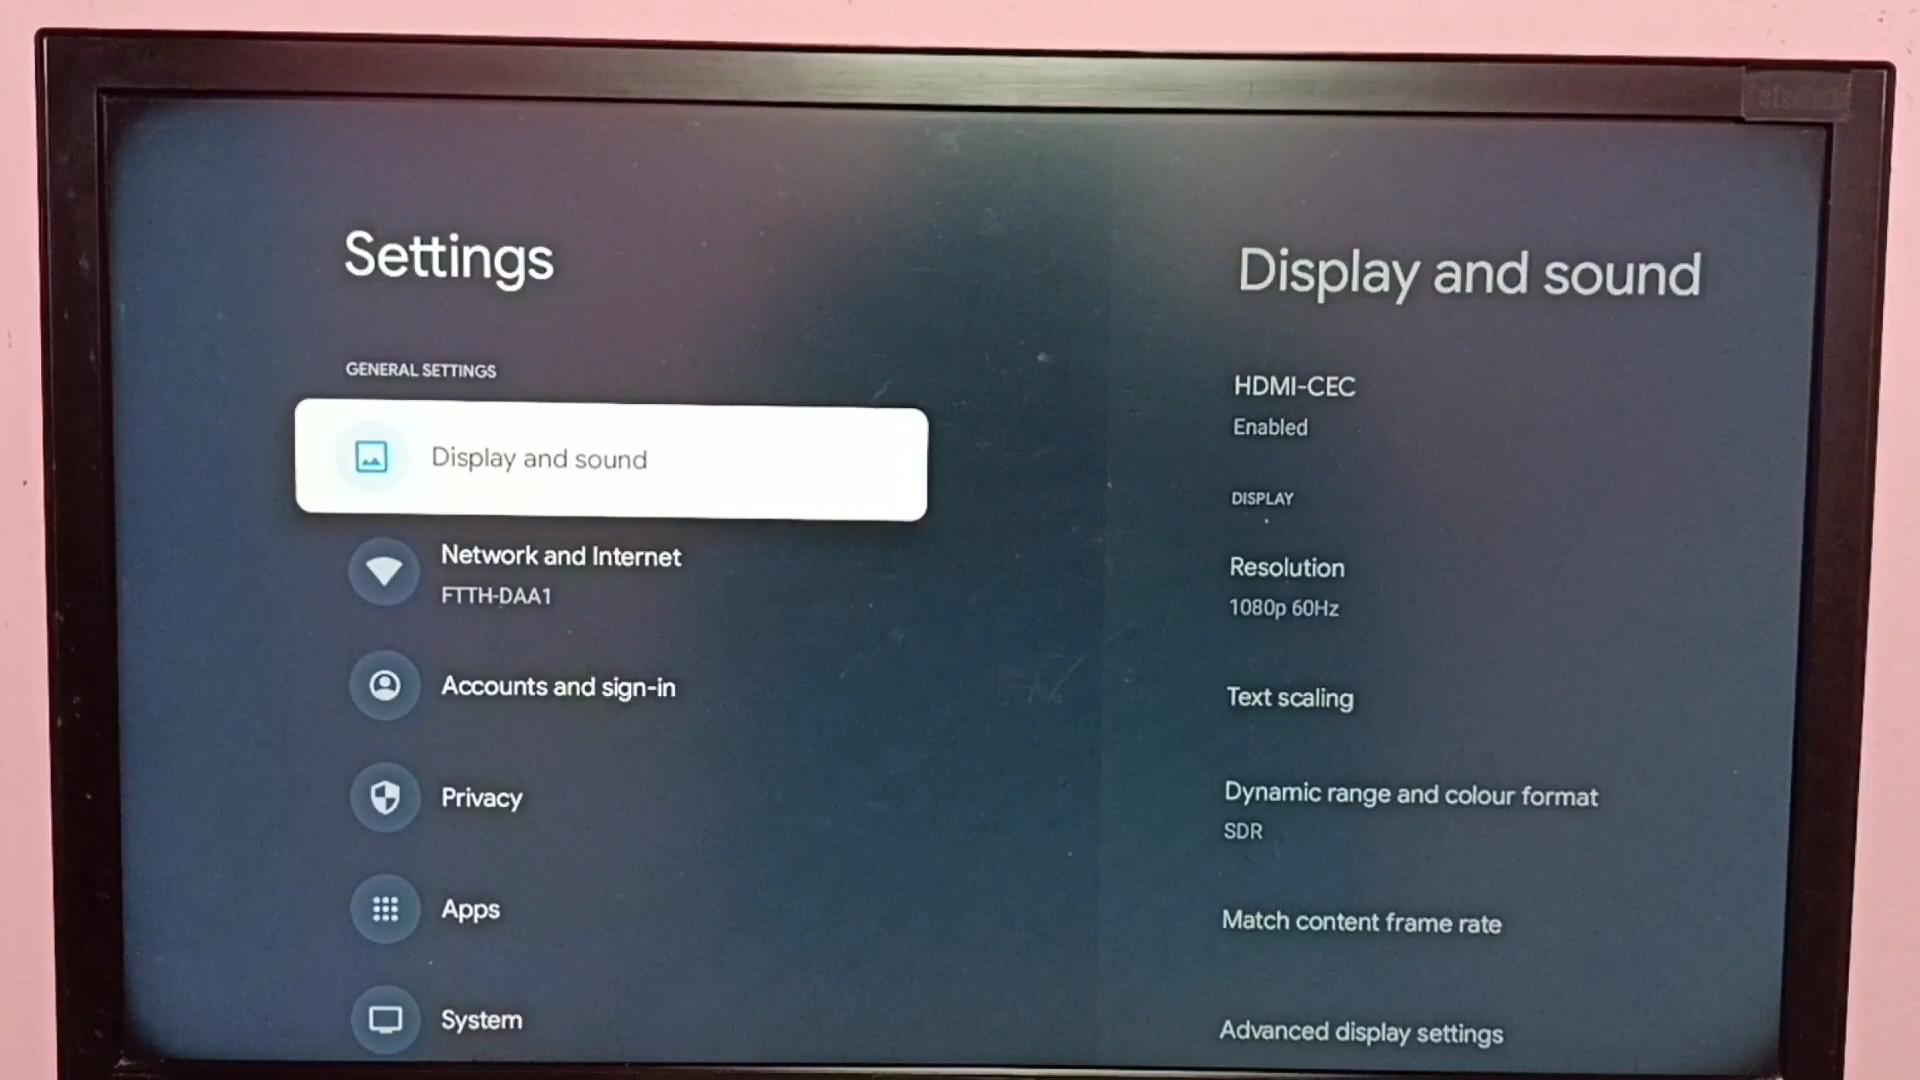 Settings
GENERAL SETTINGS
Display and sound
Network and Internet
FTTH-DAA1
Accounts and sign-in
Privacy
Apps
System
Display and sound
HDMI-CEC
Enabled
DISPLAY
Resolution
1080p 60Hz
Text scaling
Dynamic range and colour format
SDR
Match content frame rate
Advanced display settings